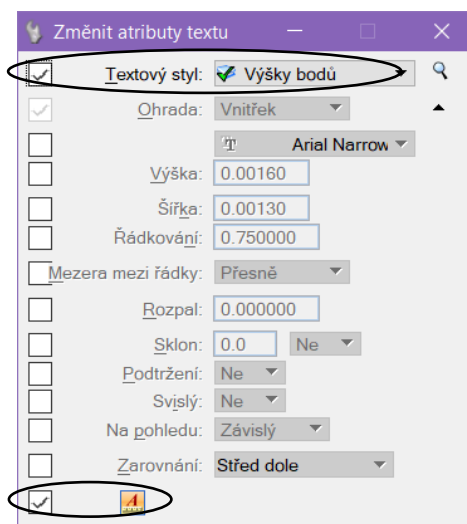 Změnit atributy textu
Textový styl: Výšky bodů
Ohrada: Vnitřek
Arial Narrow
Výška: 0.00160
Šířka: 0.00130
Řádkování: 0.750000
Mezera mezi řádky: Přesně
Rozpal: 0.000000
Sklon: 0.0 Ne
Podtržení: Ne
Svislý: Ne
Na pohledu: Závislý
Zarovnání: Střed dole